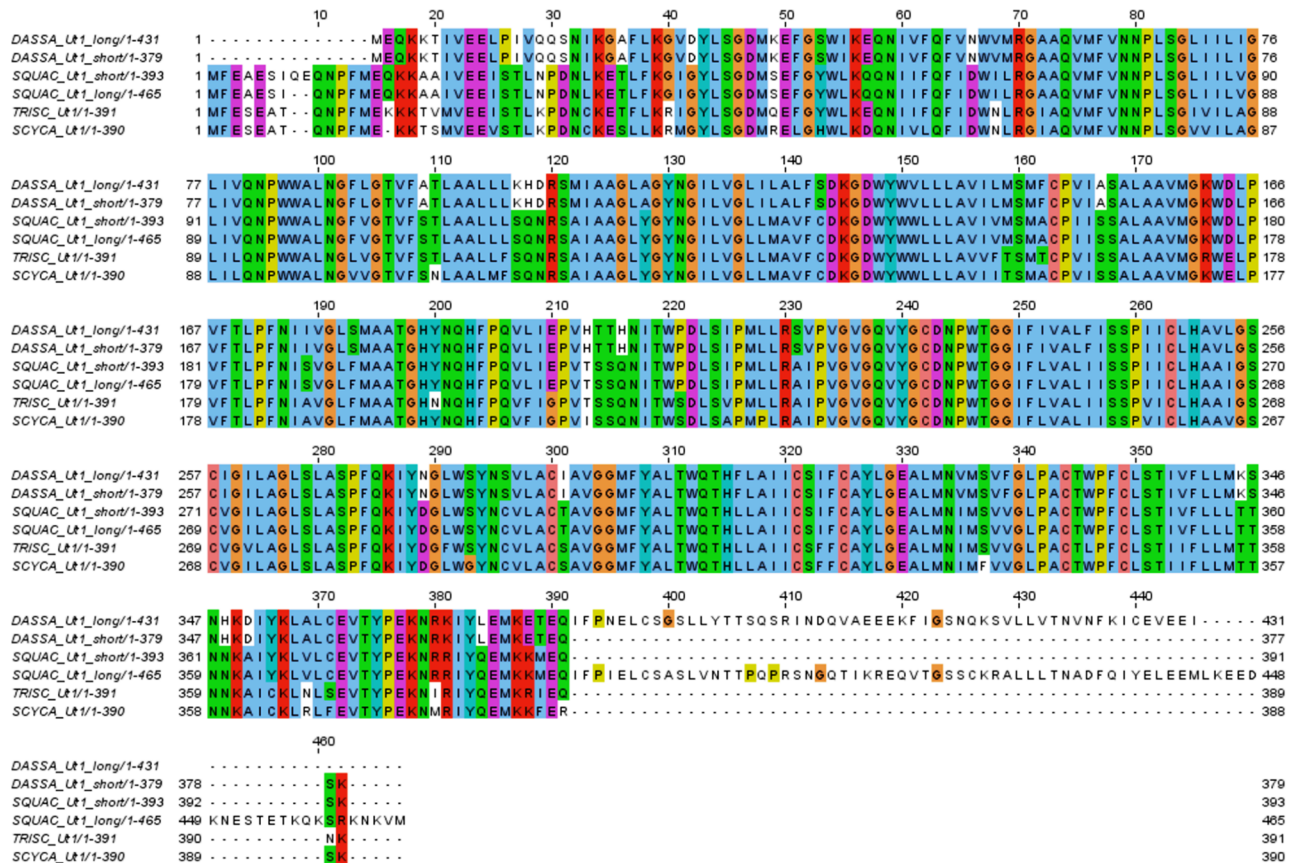 10 20 30 40 50 60 70 80
DASSA_Ut1_long/1-431 1 ..............MEQKKTIVEELPIVQQSNIKGAFLKGVDYLSGDMKEFGSWIKEQNIVFQFVNWVMRGAAQVMFVNNPLSGLIILIG 76
DASSA_Ut1_short/1-379 1 ..............MEQKKTIVEELPIVQQSNIKGAFLKGVDYLSGDMKEFGSWIKEQNIVFQFVNWVMRGAAQVMFVNNPLSGLIILIG 76
SQUAC_Ut1_short/1-393 1 MFEAESIQEQNPFMEQKKAAIVEEISTLNPDNLKETLFKGIGYLSGDMSEFGYWLKQQNIIFQFIDWILRGAAQVMFVNNPLSGLIILVG 90
SQUAC_Ut1_long/1-465 1 MFEAESI--QNPFMEQKKAAIVEEISTLNPDNLKETLFKGIGYLSGDMSEFGYWLKQQNIIFQFIDWILRGAAQVMFVNNPLSGLIILVG 88
TRISC_Ut1/1-391 1 MFESEAT--QNPFMEKKKTVMVEEVSTLKPDNCKETLFKRIGYLSGDMQEFGYWLKEQNIIFQFIDWNLRGIAQVMFVNNPLSGLIILAG 88
SCYCA_Ut1/1-390 1 MFESEAT--QNPFME-KKTSMVEEVSTLKPDNCKESLLKRMGYLSGDMRELGHWLKDQNIVLQFIDWNLRGIAQVMFVNNPLSGVVILAG 87
100 110 120 130 140 150 160 170
DASSA_Ut1_long/1-431 77 LIVQNPWWALNGFLGTVFATLAALLLKHDRSMIAAGLAGYNGILVGLILALFSDKGDWYWVLLLAVILMSMFCPVIASALAAVMGKWDLP 166
DASSA_Ut1_short/1-379 77 LIVQNPWWALNGFLGTVFATLAALLLKHDRSMIAAGLAGYNGILVGLILALFSDKGDWYWVLLLAVILMSMFCPVIASALAAVMGKWDLP 166
SQUAC_Ut1_short/1-393 91 LIVQNPWWALNGFVGTVFSTLAALLLSQNRSAIAAGLYGYNGILVGLLMAVFCDKGDWYWWLLLAVIVMSMACPIISSALAAVMGKWDLP 180
SQUAC_Ut1_long/1-465 89 LIVQNPWWALNGFVGTVFSTLAALLLSQNRSAIAAGLYGYNGILVGLLMAVFCDKGDWYWWLLLAVIVMSMACPIISSALAAVMGKWDLP 178
TRISC_Ut1/1-391 89 LILQNPWWALNGFVGTVFSTLAALLFSQNRSAIAAGLYGYNGILVGLLMAVFCDKGDWYWWLLLAVVFTSMTCPVISSALAAVMGRWDLP 178
SCYCA_Ut1/1-390 88 LILQNPWWALNGVVGTVFSNLAALMFSQNRSAIAAGLYGYNGILVGLLMAVFCDKGDWYWWLLLAVIITSMACPVISSALAAVMGKWELP 177
190 200 210 220 230 240 250 260
DASSA_Ut1_long/1-431 167 VFTLPFNIIVGLSMAATGHYNQHFPQVLIEPVHTTHNITWPDLSIPMLLRSVPVGVGQVYGCDNPWTGGIFIVALFISSPIICLHAVLGS 256
DASSA_Ut1_short/1-379 167 VFTLPFNIIVGLSMAATGHYNQHFPQVLIEPVHTTHNITWPDLSIPMLLRSVPVGVGQVYGCDNPWTGGIFIVALFISSPIICLHAVLGS 256
SQUAC_Ut1_short/1-393 181 VFTLPFNISVGLFMAATGHYNQHFPQVLIEPVTSSQNITWPDLSIPMLLRAIPVGVGQVYGCDNPWTGGIFLVALIISSPIICLHAAIGS 270
SQUAC_Ut1_long/1-465 179 VFTLPFNISVGLFMAATGHYNQHFPQVLIEPVTSSQNITWPDLSIPMLLRAIPVGVGQVYGCDNPWTGGIFLVALIISSPIICLHAAIGS 268
TRISC_Ut1/1-391 179 VFTLPFNIAVGLFMAATGHNNQHFPQVFIGPVTSSQNITWSDLSVPMLLRAIPVGVGQVYGCDNPWTGGIFLVALIISSPVICLHAAIGS 268
SCYCA_Ut1/1-390 178 VFTLPFNIAVGLFMAATGHYNQHFPQVFIGPVISSQNITWSDLSAPMPLRAIPVGVGQVYGCDNPWTGGIFLVALIISSPVICLHAAIGS 267
280 290 300 310 320 330 340 350
DASSA_Ut1_long/1-431 257 CIGILAGLSLASPFQKIYNGLWSYNSVLACIAVGGMFYALTWQTHFLAIICSIFCAYLGEALMNVMSVFGLPACTWPFCLSTIVFLLMKS 346
DASSA_Ut1_short/1-379 257 CIGILAGLSLASPFQKIYNGLWSYNSVLACIAVGGMFYALTWQTHFLAIICSIFCAYLGEALMNVMSVFGLPACTWPFCLSTIVFLLMKS 346
SQUAC_Ut1_short/1-393 271 CVGILAGLSLASPFQKIYDGLWSYNCVLACTAVGGMFYALTWQTHLLAIICSIFCAYLGEALMNIMSVVGLPACTWPFCLSTIVFLLLTT 360
SQUAC_Ut1_long/1-465 269 CVGILAGLSLASPFQKIYDGLWSYNCVLACTAVGGMFYALTWQTHLLAIICSIFCAYLGEALMNIMSVVGLPACTWPFCLSTIVFLLLTT 358
TRISC_Ut1/1-391 269 CVGVLAGLSLASPFQKIYDGFWSYNCVLACSAVGGMFYALTWQTHLLAIICSFFCAYLGEALMNIMSVVGLPACTLPFCLSTIIFLLMTT 358
SCYCA_Ut1/1-390 268 CVGILAGLSLASPFQKIYDGLWGYNCVLACSAVGGMFYALTWQTHLLAIICSFFCAYLGEALMNIMFVVGLPACTWPFCLSTIIFLLMTT 357
370 380 390 400 410 420 430 440
DASSA_Ut1_long/1-431 347 NHKDIYKLALCEVTYPEKNRKIYLEMKETEQIFPNELCSGSLLYTTSQSRINDQVAEEEKFIGSNQKSVLLVTNVNFKICEVEEI..... 431
DASSA_Ut1_short/1-379 347 NHKDIYKLALCEVTYPEKNRKIYLEMKETEQ........................................................... 377
SQUAC_Ut1_short/1-393 361 NNKAIYKLVLCEVTYPEKNRRIYQEMKKMEQ........................................................... 391
SQUAC_Ut1_long/1-465 359 NNKAIYKLVLCEVTYPEKNRRIYQEMKKMEQIFPIELCSASLVNTTPQPRSNGQTIKREQVTGSSCKRALLLTNADFQIYELEEMLKEED 448
TRISC_Ut1/1-391 359 NNKAICKLNLSEVTYPEKNIRIYQEMKRIEQ........................................................... 389
SCYCA_Ut1/1-390 358 NNKAICKLRLFEVTYPEKNMRIYQEMKKFER........................................................... 388
460
DASSA_Ut1_long/1-431 .................
DASSA_Ut1_short/1-379 378 ..........SK..... 379
SQUAC_Ut1_short/1-393 392 ..........SK..... 393
SQUAC_Ut1_long/1-465 449 KNESTETKQKSRKNKVM 465
TRISC_Ut1/1-391 390 ..........NK..... 391
SCYCA_Ut1/1-390 389 ..........SK..... 390